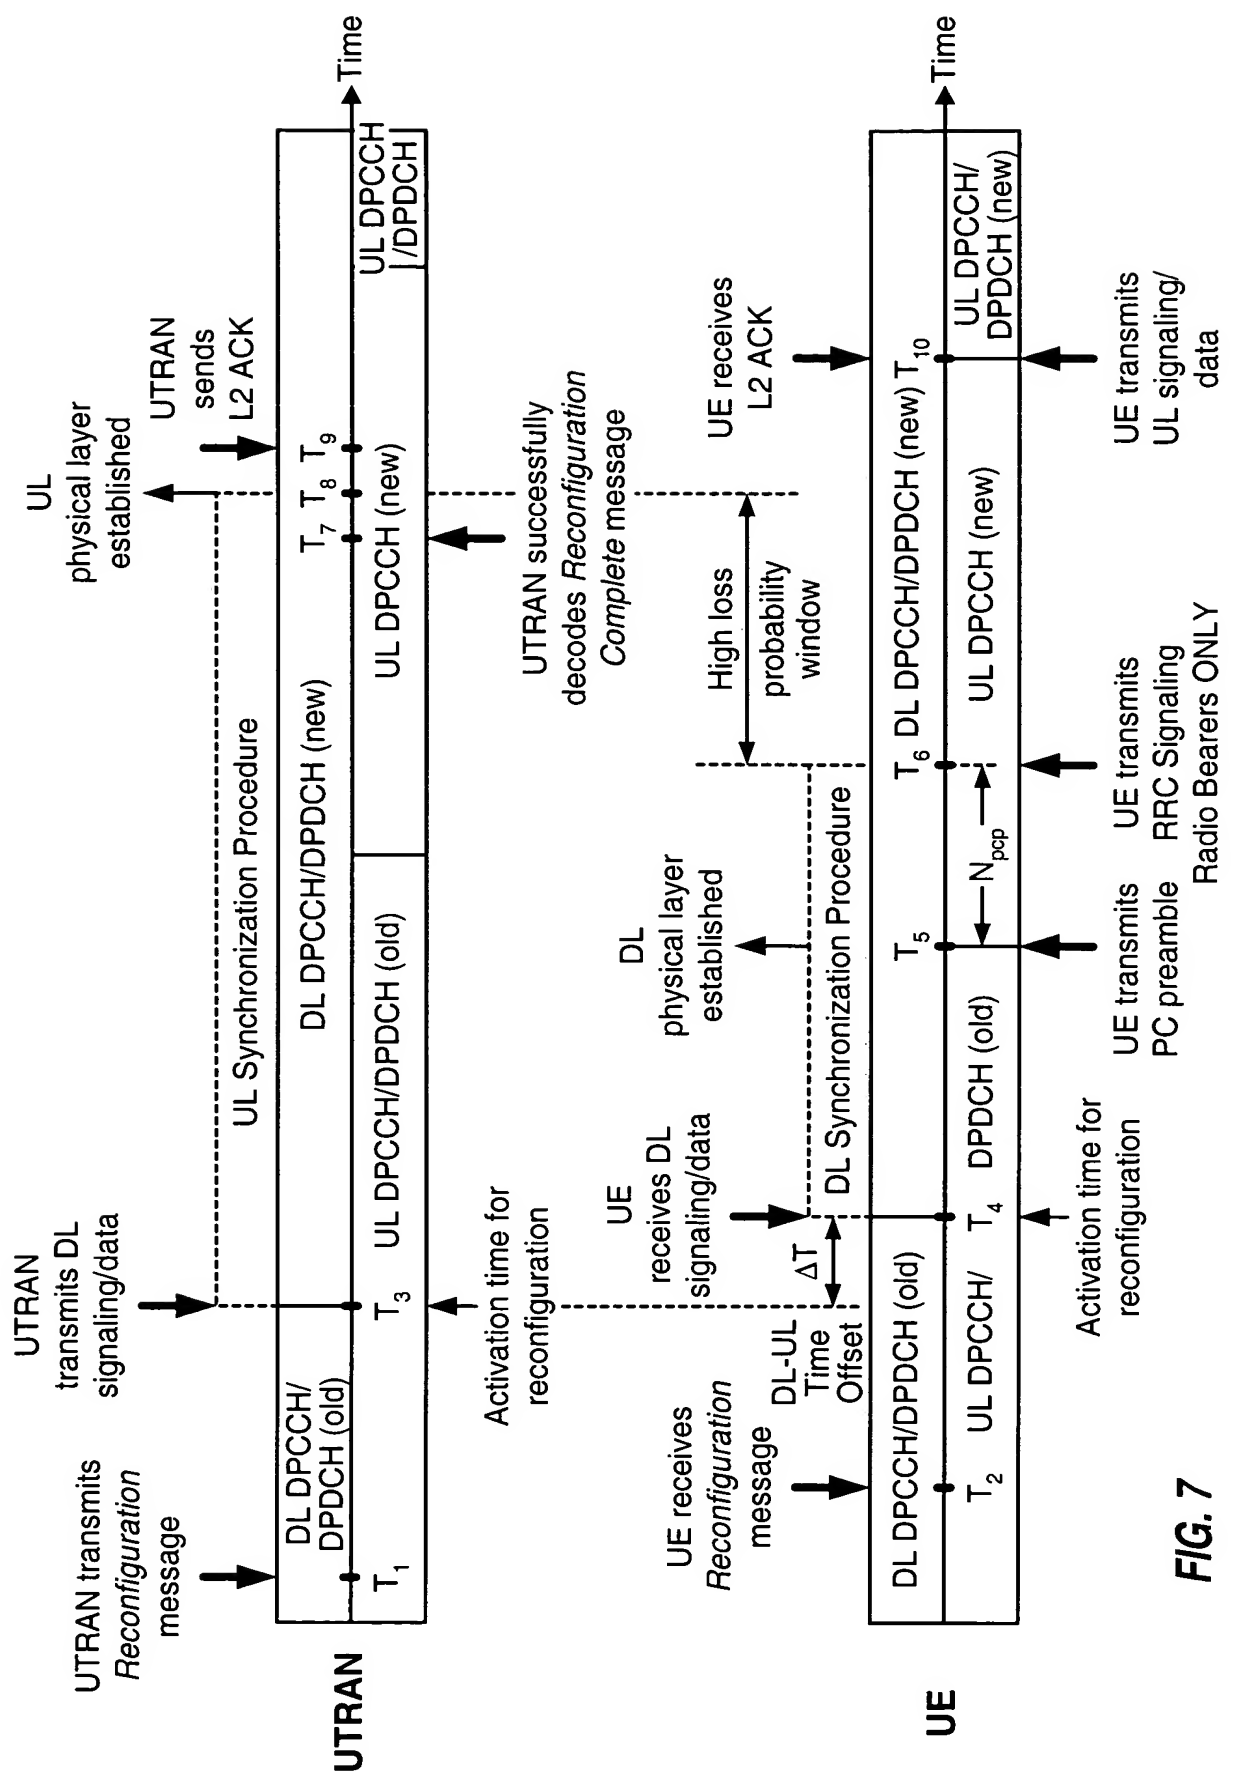 UTRAN transmits
Reconfiguration
message
UTRAN
transmits DL
signaling/data
UL Synchronization Procedure
UL
physical layer
established
UTRAN
sends
L2 ACK
UTRAN
DL DPCCH/
DPDCH (old)
DL DPCCH/DPDCH (new)
T1
T3
T7
T8
T9
Time
UL DPCCH/DPDCH (old)
UL DPCCH (new)
UL DPCCH
/DPDCH
Activation time for
reconfiguration
UTRAN successfully
decodes Reconfiguration
Complete message
UE receives
Reconfiguration
message
DL-UL
Time
Offset
ΔT
UE
receives DL
signaling/data
DL Synchronization Procedure
DL
physical layer
established
High loss
probability
window
UE receives
L2 ACK
UE
DL DPCCH/DPDCH (old)
T5
T6
DL DPCCH/DPDCH (new)
T10
Time
T2
UL DPCCH/
T4
DPDCH (old)
Npcp
UL DPCCH (new)
UL DPCCH/
DPDCH (new)
Activation time for
reconfiguration
UE transmits
PC preamble
UE transmits
RRC Signaling
Radio Bearers ONLY
UE transmits
UL signaling/
data
FIG. 7